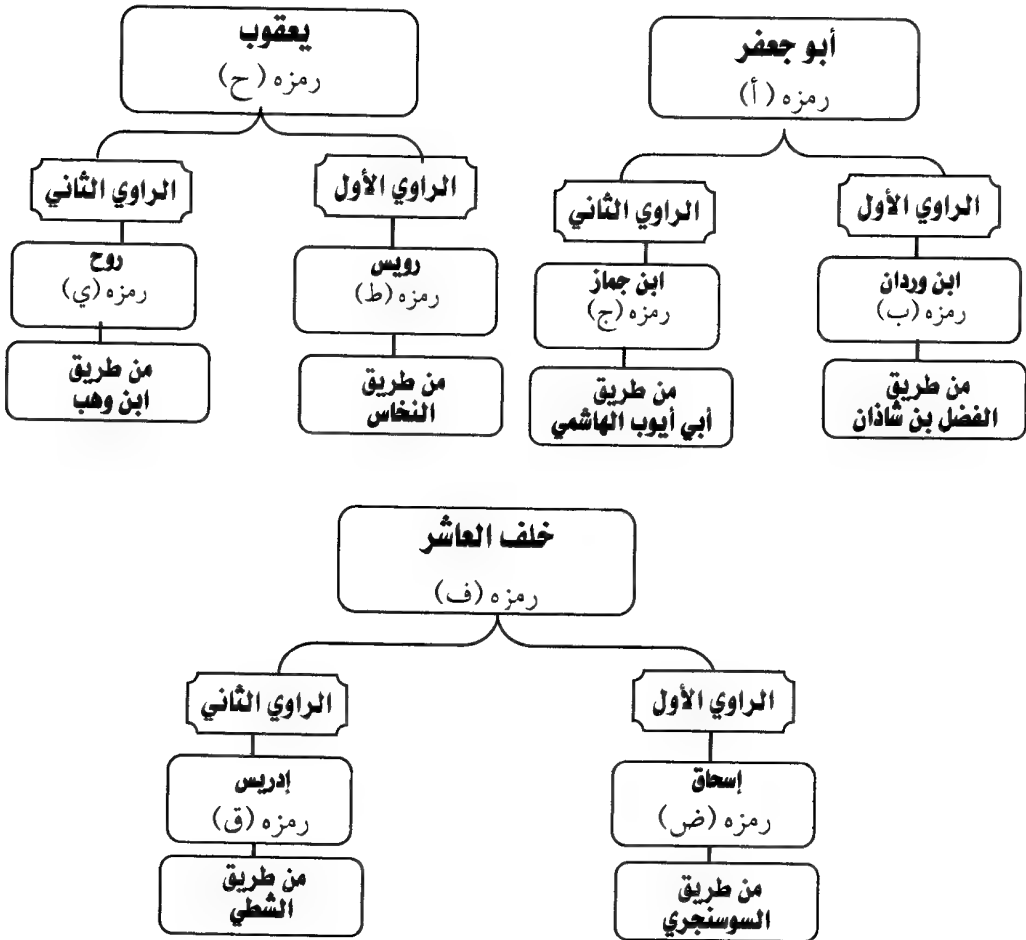 أبو جعفر
رمزه (أ)
الراوي الأول
ابن وردان
رمزه (ب)
من طريق
الفضل بن شاذان
الراوي الثاني
ابن جماز
رمزه (ج)
من طريق
أبي أيوب الهاشمي
يعقوب
رمزه (ح)
الراوي الأول
رويس
رمزه (ط)
من طريق
النخاس
الراوي الثاني
روح
رمزه (ي)
من طريق
ابن وهب
خلف العاشر
رمزه (ف)
الراوي الأول
إسحاق
رمزه (ض)
من طريق
السوسنجري
الراوي الثاني
إدريس
رمزه (ق)
من طريق
الشطي